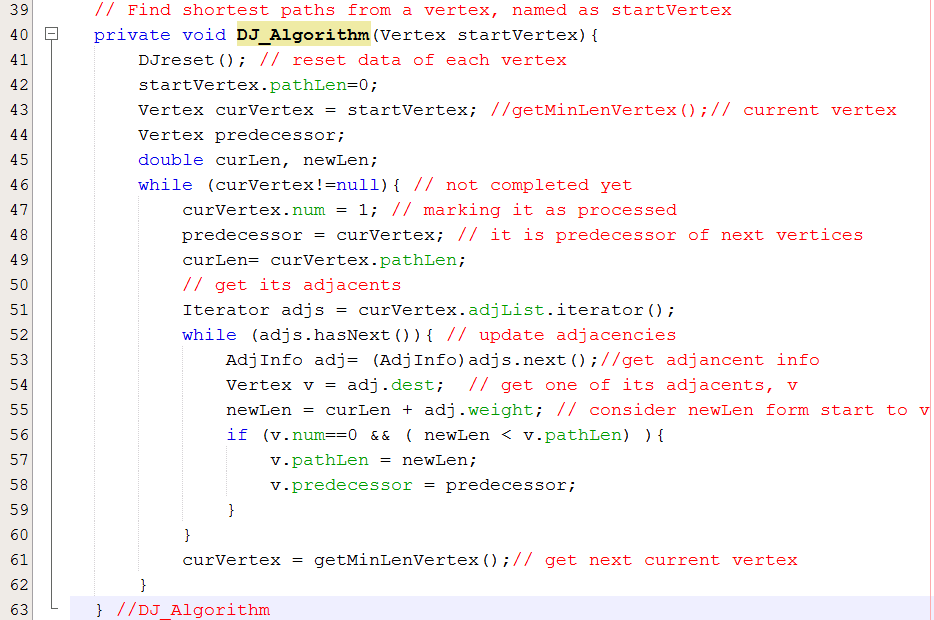 39 // Find shortest paths from a vertex, named as startVertex
40 private void DJ_Algorithm(Vertex startVertex){
41 DJreset(); // reset data of each vertex
42 startVertex.pathLen=0;
43 Vertex curVertex = startVertex; //getMinLenVertex();// current vertex
44 Vertex predecessor;
45 double curLen, newLen;
46 while (curVertex!=null){ // not completed yet
47 curVertex.num = 1; // marking it as processed
48 predecessor = curVertex; // it is predecessor of next vertices
49 curLen= curVertex.pathLen;
50 // get its adjacents
51 Iterator adjs = curVertex.adjList.iterator();
52 while (adjs.hasNext()){ // update adjacencies
53 AdjInfo adj= (AdjInfo)adjs.next();//get adjancent info
54 Vertex v = adj.dest; // get one of its adjacents, v
55 newLen = curLen + adj.weight; // consider newLen form start to v
56 if (v.num==0 && ( newLen < v.pathLen) ){
57 v.pathLen = newLen;
58 v.predecessor = predecessor;
59 }
60 }
61 curVertex = getMinLenVertex();// get next current vertex
62 }
63 } //DJ_Algorithm